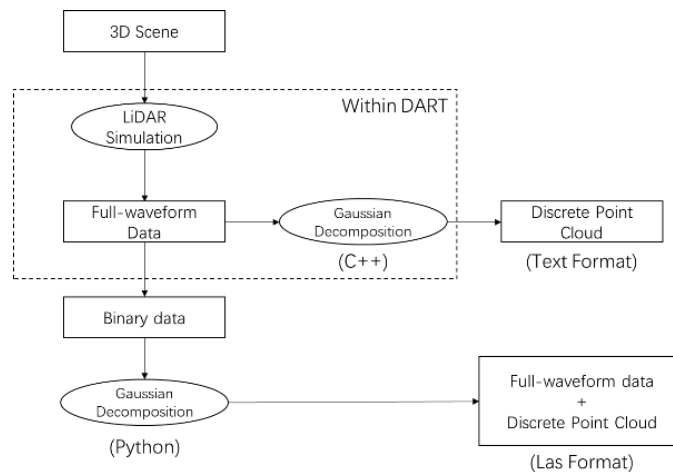 3D Scene
Within DART
LiDAR
Simulation
Full-waveform
Data
Gaussian
Decomposition
(C++)
Discrete Point
Cloud
(Text Format)
Binary data
Gaussian
Decomposition
(Python)
Full-waveform data
+
Discrete Point Cloud
(Las Format)